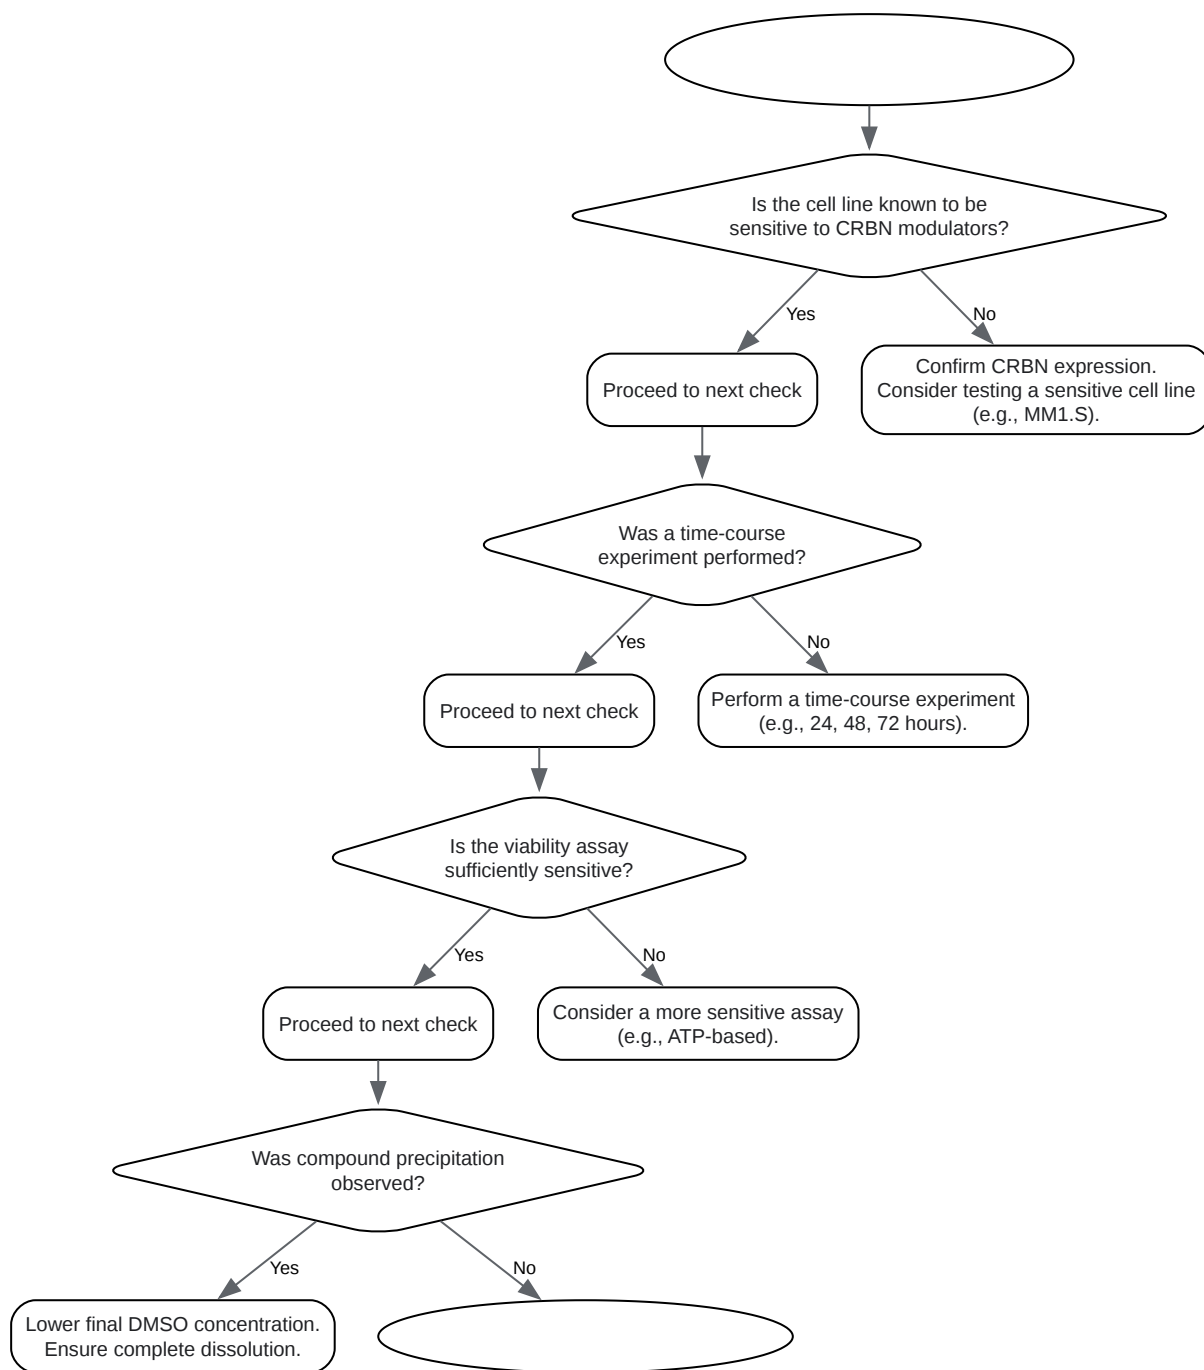 Is the cell line known to be
sensitive to CRBN modulators?
Yes
No
Proceed to next check
Confirm CRBN expression.
Consider testing a sensitive cell line
(e.g., MM1.S).
Was a time-course
experiment performed?
Yes
No
Proceed to next check
Perform a time-course experiment
(e.g., 24, 48, 72 hours).
Is the viability assay
sufficiently sensitive?
Yes
No
Proceed to next check
Consider a more sensitive assay
(e.g., ATP-based).
Was compound precipitation
observed?
Yes
No
Lower final DMSO concentration.
Ensure complete dissolution.